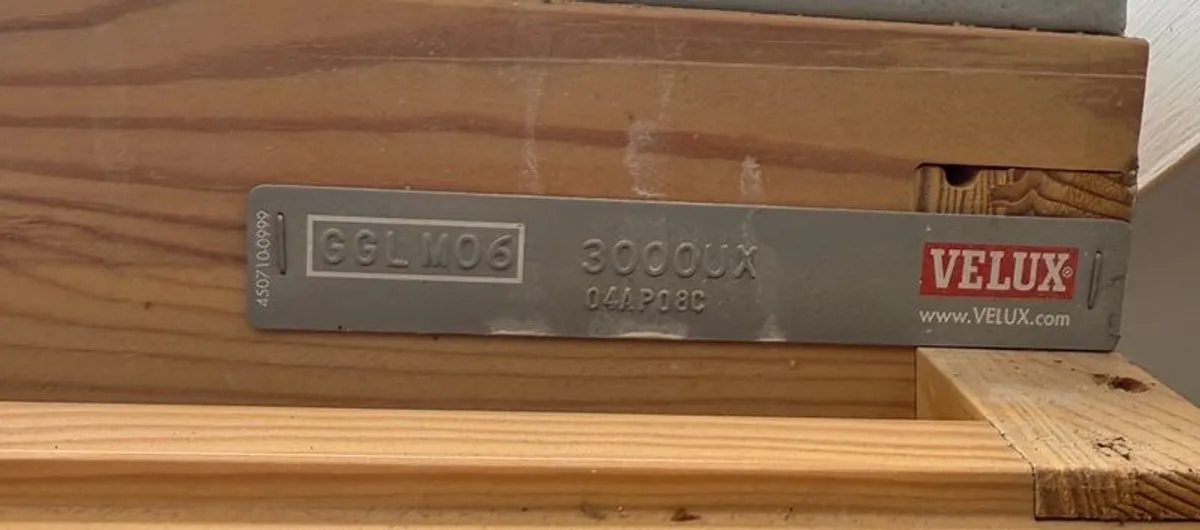 450710-0999
GGL M06
3000UX
04AP08C
VELUX®
www.VELUX.com